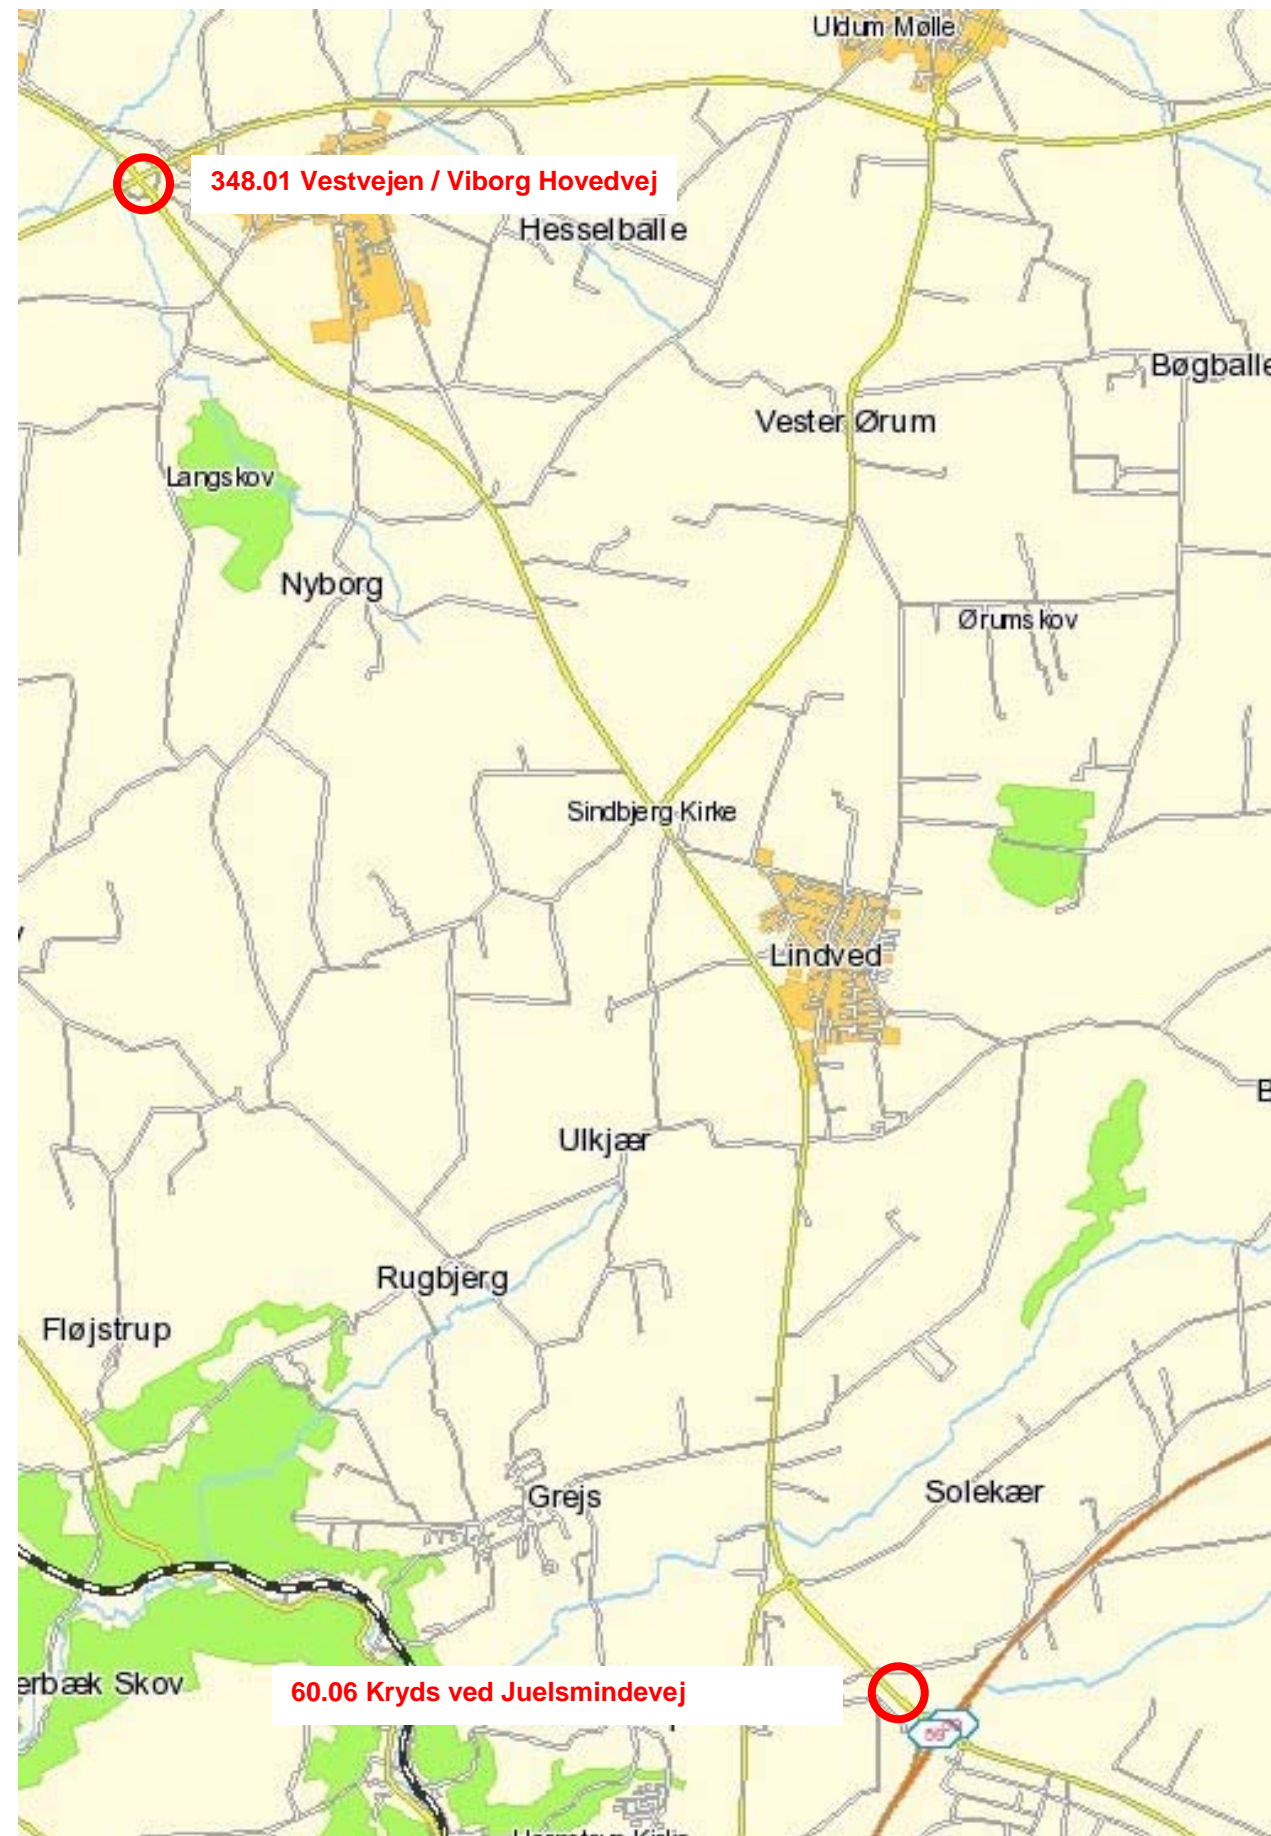 Uldum Mølle
348.01 Vestvejen / Viborg Hovedvej
Hesselballe
Bøgballe
Vester Ørum
Langskov
Nyborg
Ørumskov
Sindbjerg Kirke
Lindved
B
Ulkjær
Rugbjerg
Fløjstrup
Solekær
Grejs
erbæk Skov
60.06 Kryds ved Juelsmindevej
59